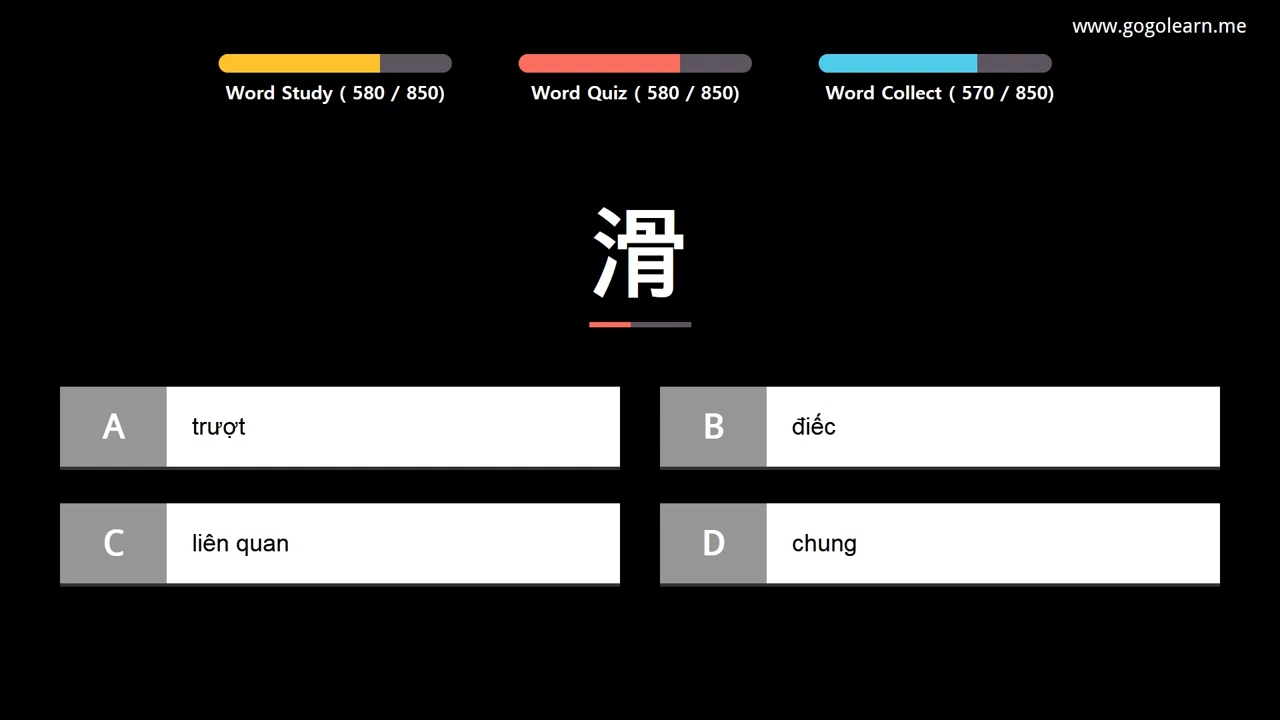 www.gogolearn.me
Word Study ( 580 / 850)
Word Quiz ( 580 / 850)
Word Collect ( 570 / 850)
滑
A
trượt
B
điếc
C
liên quan
D
chung